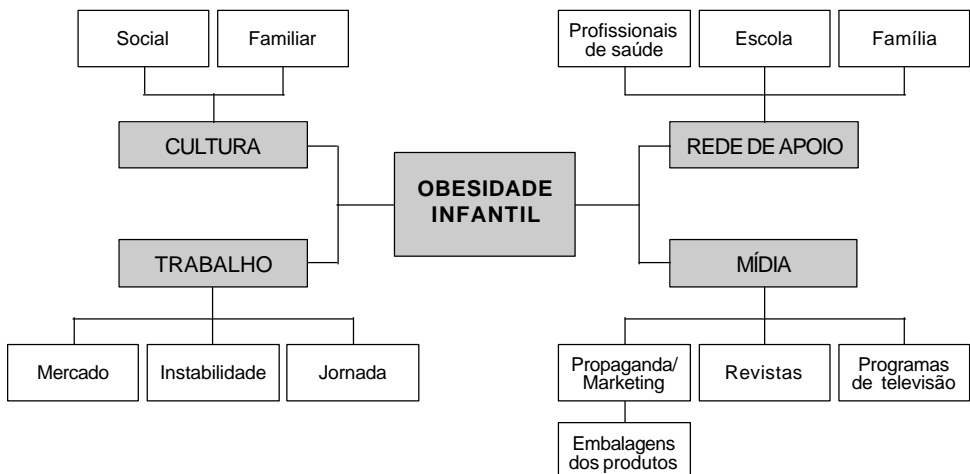 Social
Familiar
Profissionais
de saúde
Escola
Família
CULTURA
REDE DE APOIO
OBESIDADE
INFANTIL
TRABALHO
MÍDIA
Mercado
Instabilidade
Jornada
Propaganda/
Marketing
Revistas
Programas
de televisão
Embalagens
dos produtos